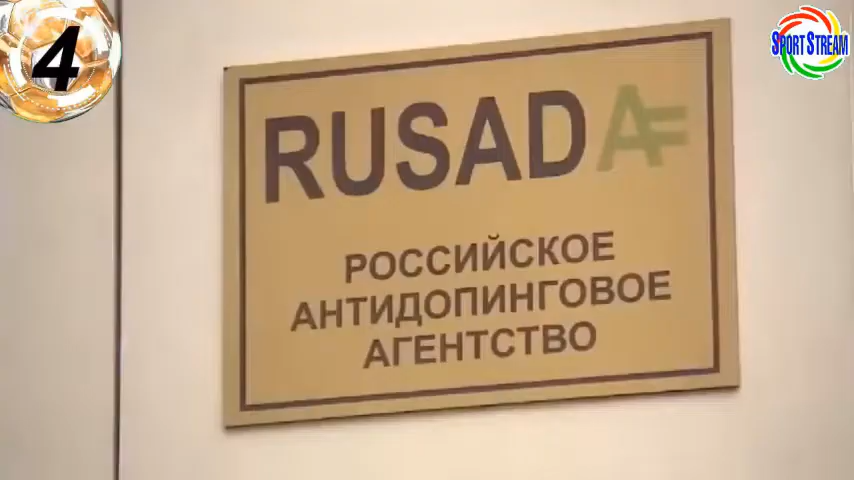 4
SPORT STREAM
RUSADA
РОССИЙСКОЕ
АНТИДОПИНГОВОЕ
АГЕНТСТВО